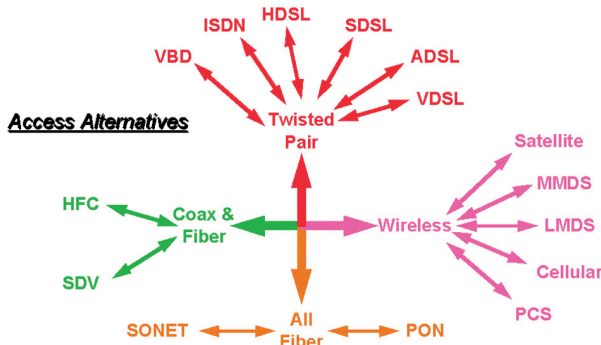 HDSL
ISDN
SDSL
VBD
ADSL
VDSL
Access Alternatives
Twisted
Pair
Satellite
MMDS
HFC
Coax &
Fiber
Wireless
LMDS
Cellular
SDV
PCS
SONET
All
Fiber
PON